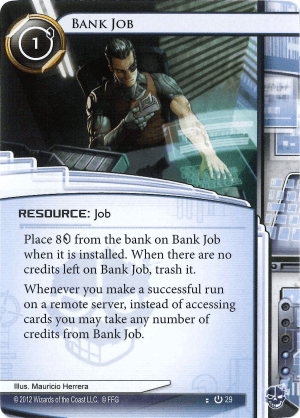 BANK JOB
1
RESOURCE: Job
Place 8 from the bank on Bank Job
when it is installed. When there are no
credits left on Bank Job, trash it.
Whenever you make a successful run
on a remote server, instead of accessing
cards you may take any number of
credits from Bank Job.
Illus. Mauricio Herrera
© 2012 Wizards of the Coast LLC. © FFG
29